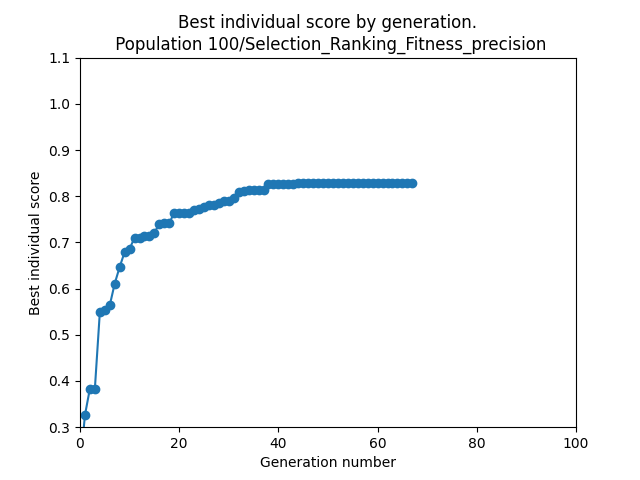 Best individual score by generation.
Population 100/Selection_Ranking_Fitness_precision
1.1
1.0
0.9
0.8
0.7
0.6
0.5
0.4
0.3
Best individual score
0 20 40 60 80 100
Generation number